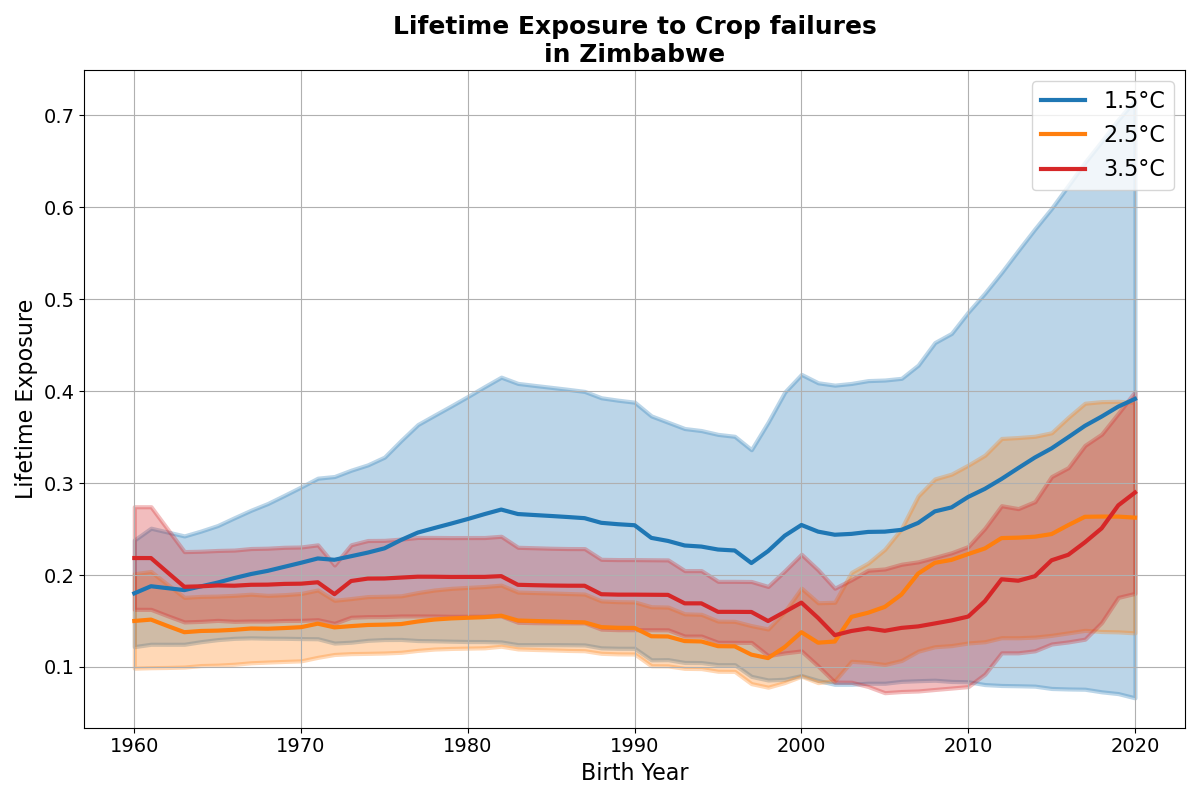 Lifetime Exposure to Crop failures
in Zimbabwe
1.5°C
2.5°C
3.5°C
Lifetime Exposure
0.7
0.6
0.5
0.4
0.3
0.2
0.1
1960 1970 1980 1990 2000 2010 2020
Birth Year